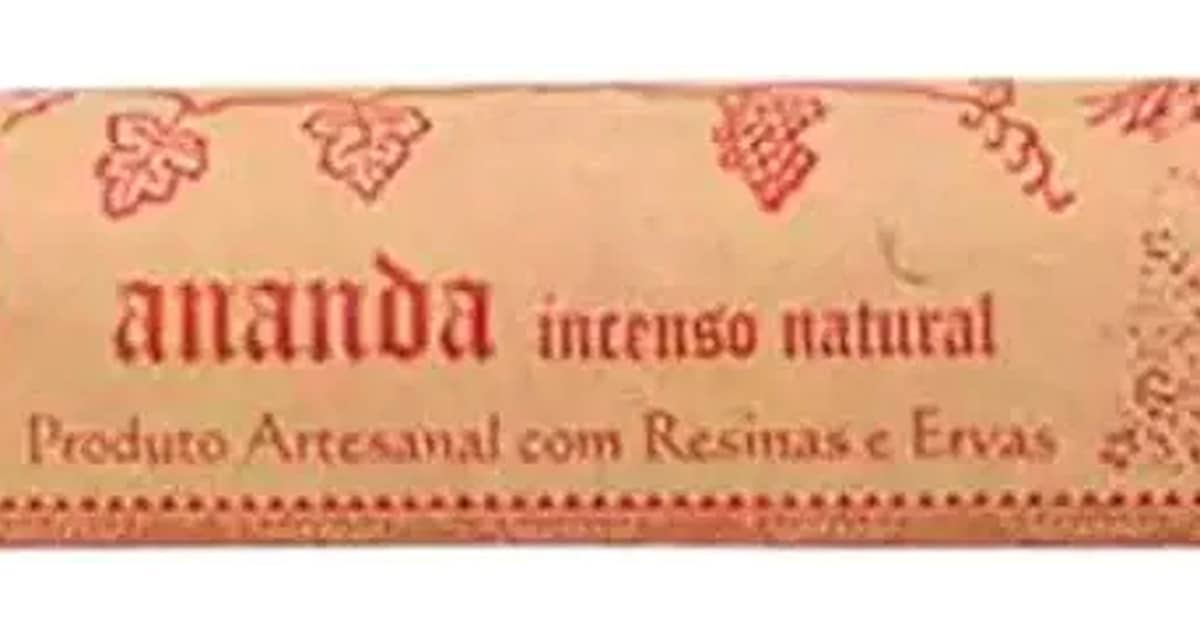 ananda incenso natural
Produto Artesanal com Resinas e Ervas